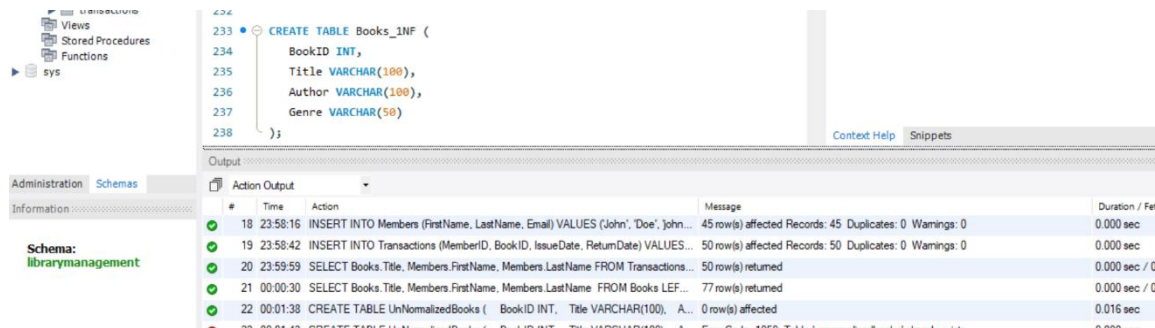 transactions
Views
Stored Procedures
Functions
sys
232
233 CREATE TABLE Books_1NF (
234 BookID INT,
235 Title VARCHAR(100),
236 Author VARCHAR(100),
237 Genre VARCHAR(50)
238 );
Context Help Snippets
Output
Administration Schemas
Action Output
Information
# Time Action Message Duration / Fet
18 23:58:16 INSERT INTO Members (FirstName, LastName, Email) VALUES ('John', 'Doe', 'john... 45 row(s) affected Records: 45 Duplicates: 0 Warnings: 0 0.000 sec
19 23:58:42 INSERT INTO Transactions (MemberID, BookID, IssueDate, ReturnDate) VALUES... 50 row(s) affected Records: 50 Duplicates: 0 Warnings: 0 0.000 sec
Schema:
librarymanagement
20 23:59:59 SELECT Books.Title, Members.FirstName, Members.LastName FROM Transactions... 50 row(s) returned 0.000 sec / 0
21 00:00:30 SELECT Books.Title, Members.FirstName, Members.LastName FROM Books LEF... 77 row(s) returned 0.000 sec / 0
22 00:01:38 CREATE TABLE UnNormalizedBooks ( BookID INT, Title VARCHAR(100), A... 0 row(s) affected 0.016 sec